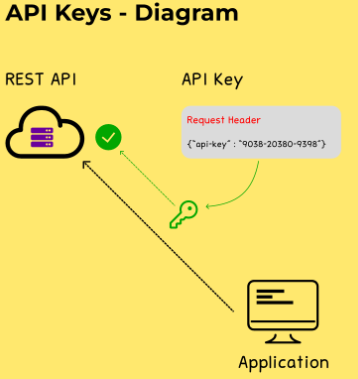 API Keys - Diagram
REST API
API Key
Request Header
{"api-key" : "9038-20380-9398"}
Application